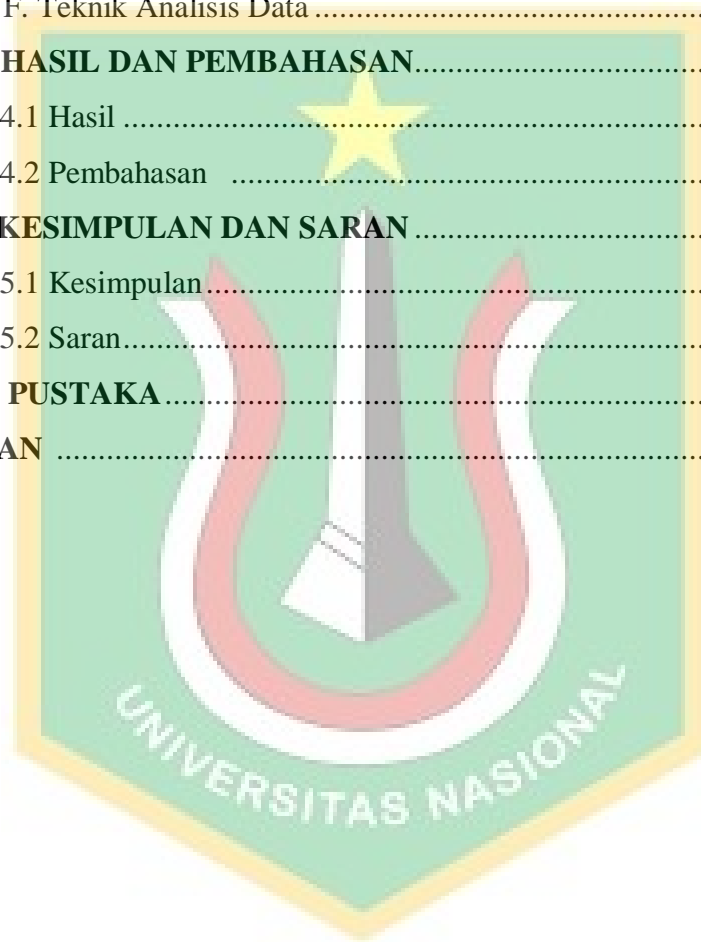 F. Teknik Analisis Data ................................................
HASIL DAN PEMBAHASAN ....................................
4.1 Hasil .....................................................................
4.2 Pembahasan .........................................................
KESIMPULAN DAN SARAN ....................................
5.1 Kesimpulan ..........................................................
5.2 Saran ....................................................................
PUSTAKA ..................................................................
AN ..............................................................................
UNIVERSITAS NASIONAL